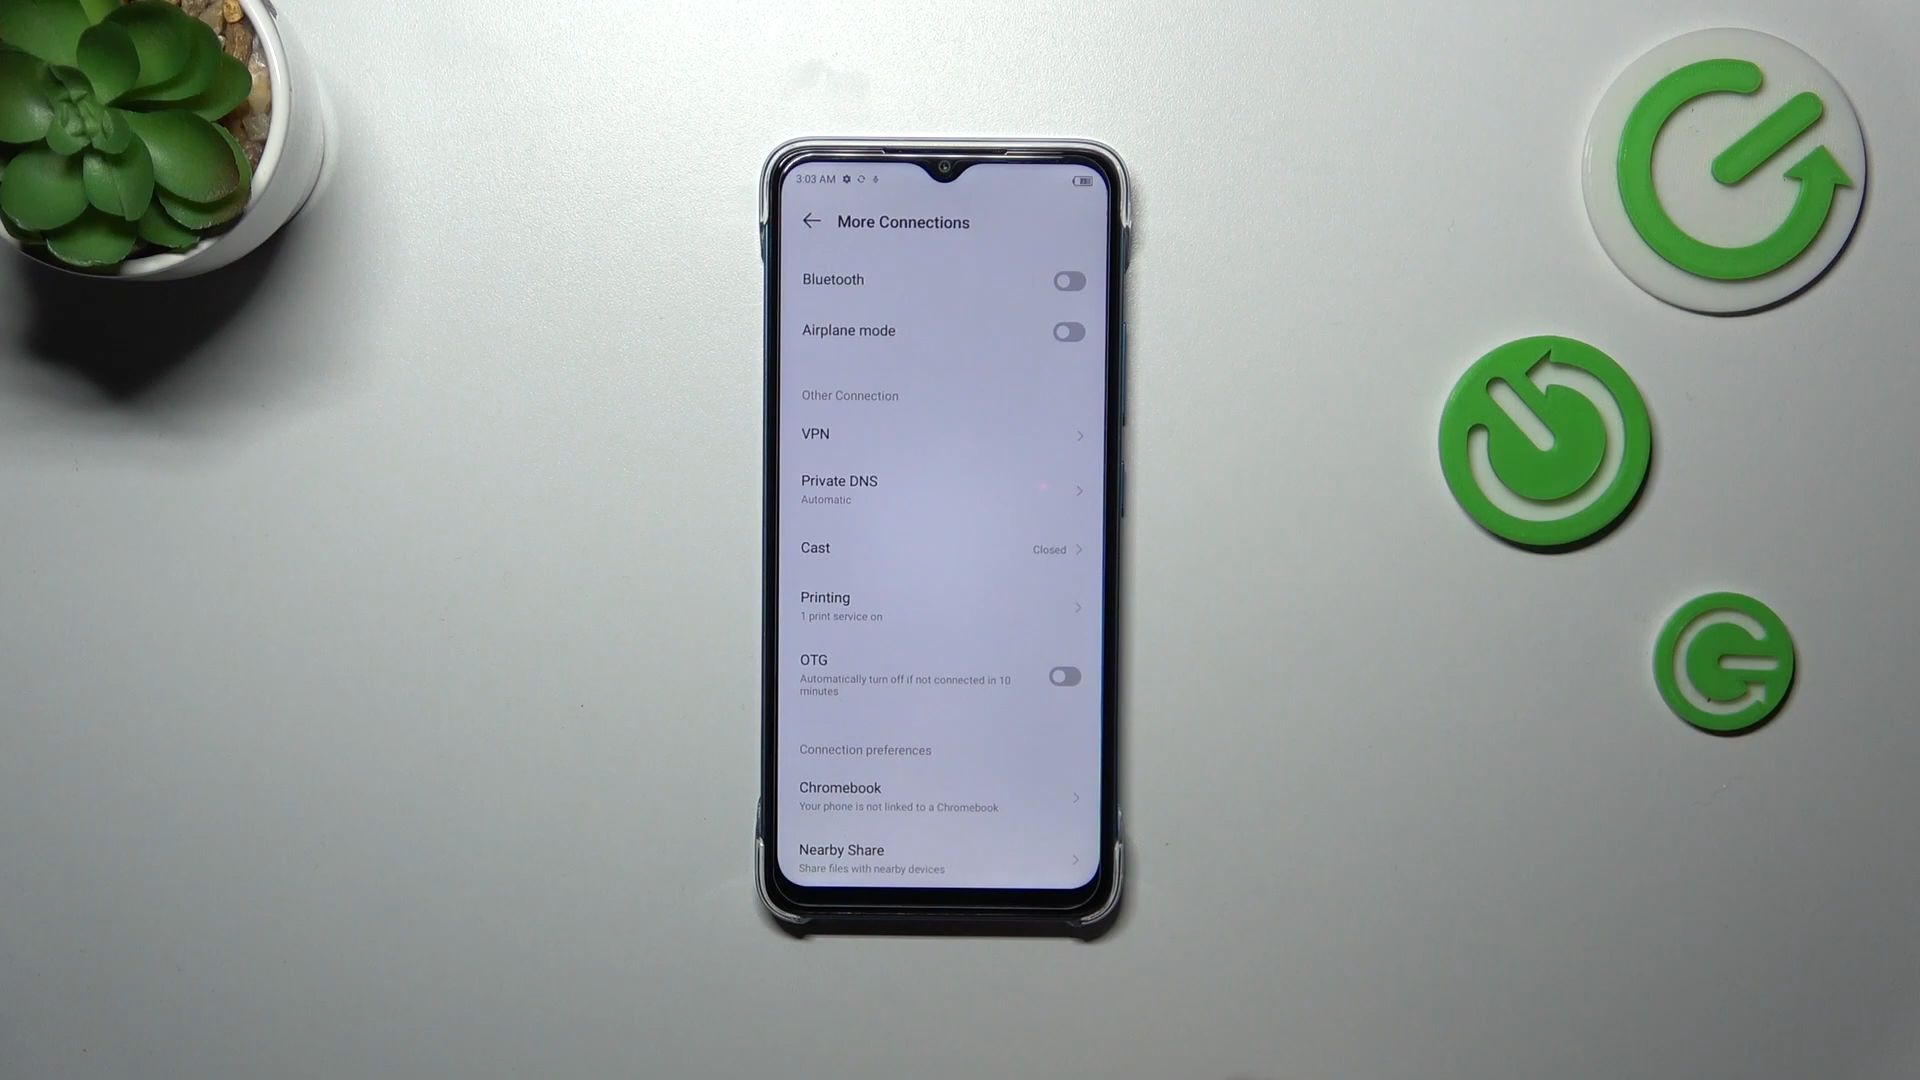 3:03 AM
More Connections
Bluetooth
Airplane mode
Other Connection
VPN
Private DNS
Automatic
Cast
Closed
Printing
1 print service on
OTG
Automatically turn off if not connected in 10
minutes
Connection preferences
Chromebook
Your phone is not linked to a Chromebook
Nearby Share
Share files with nearby devices